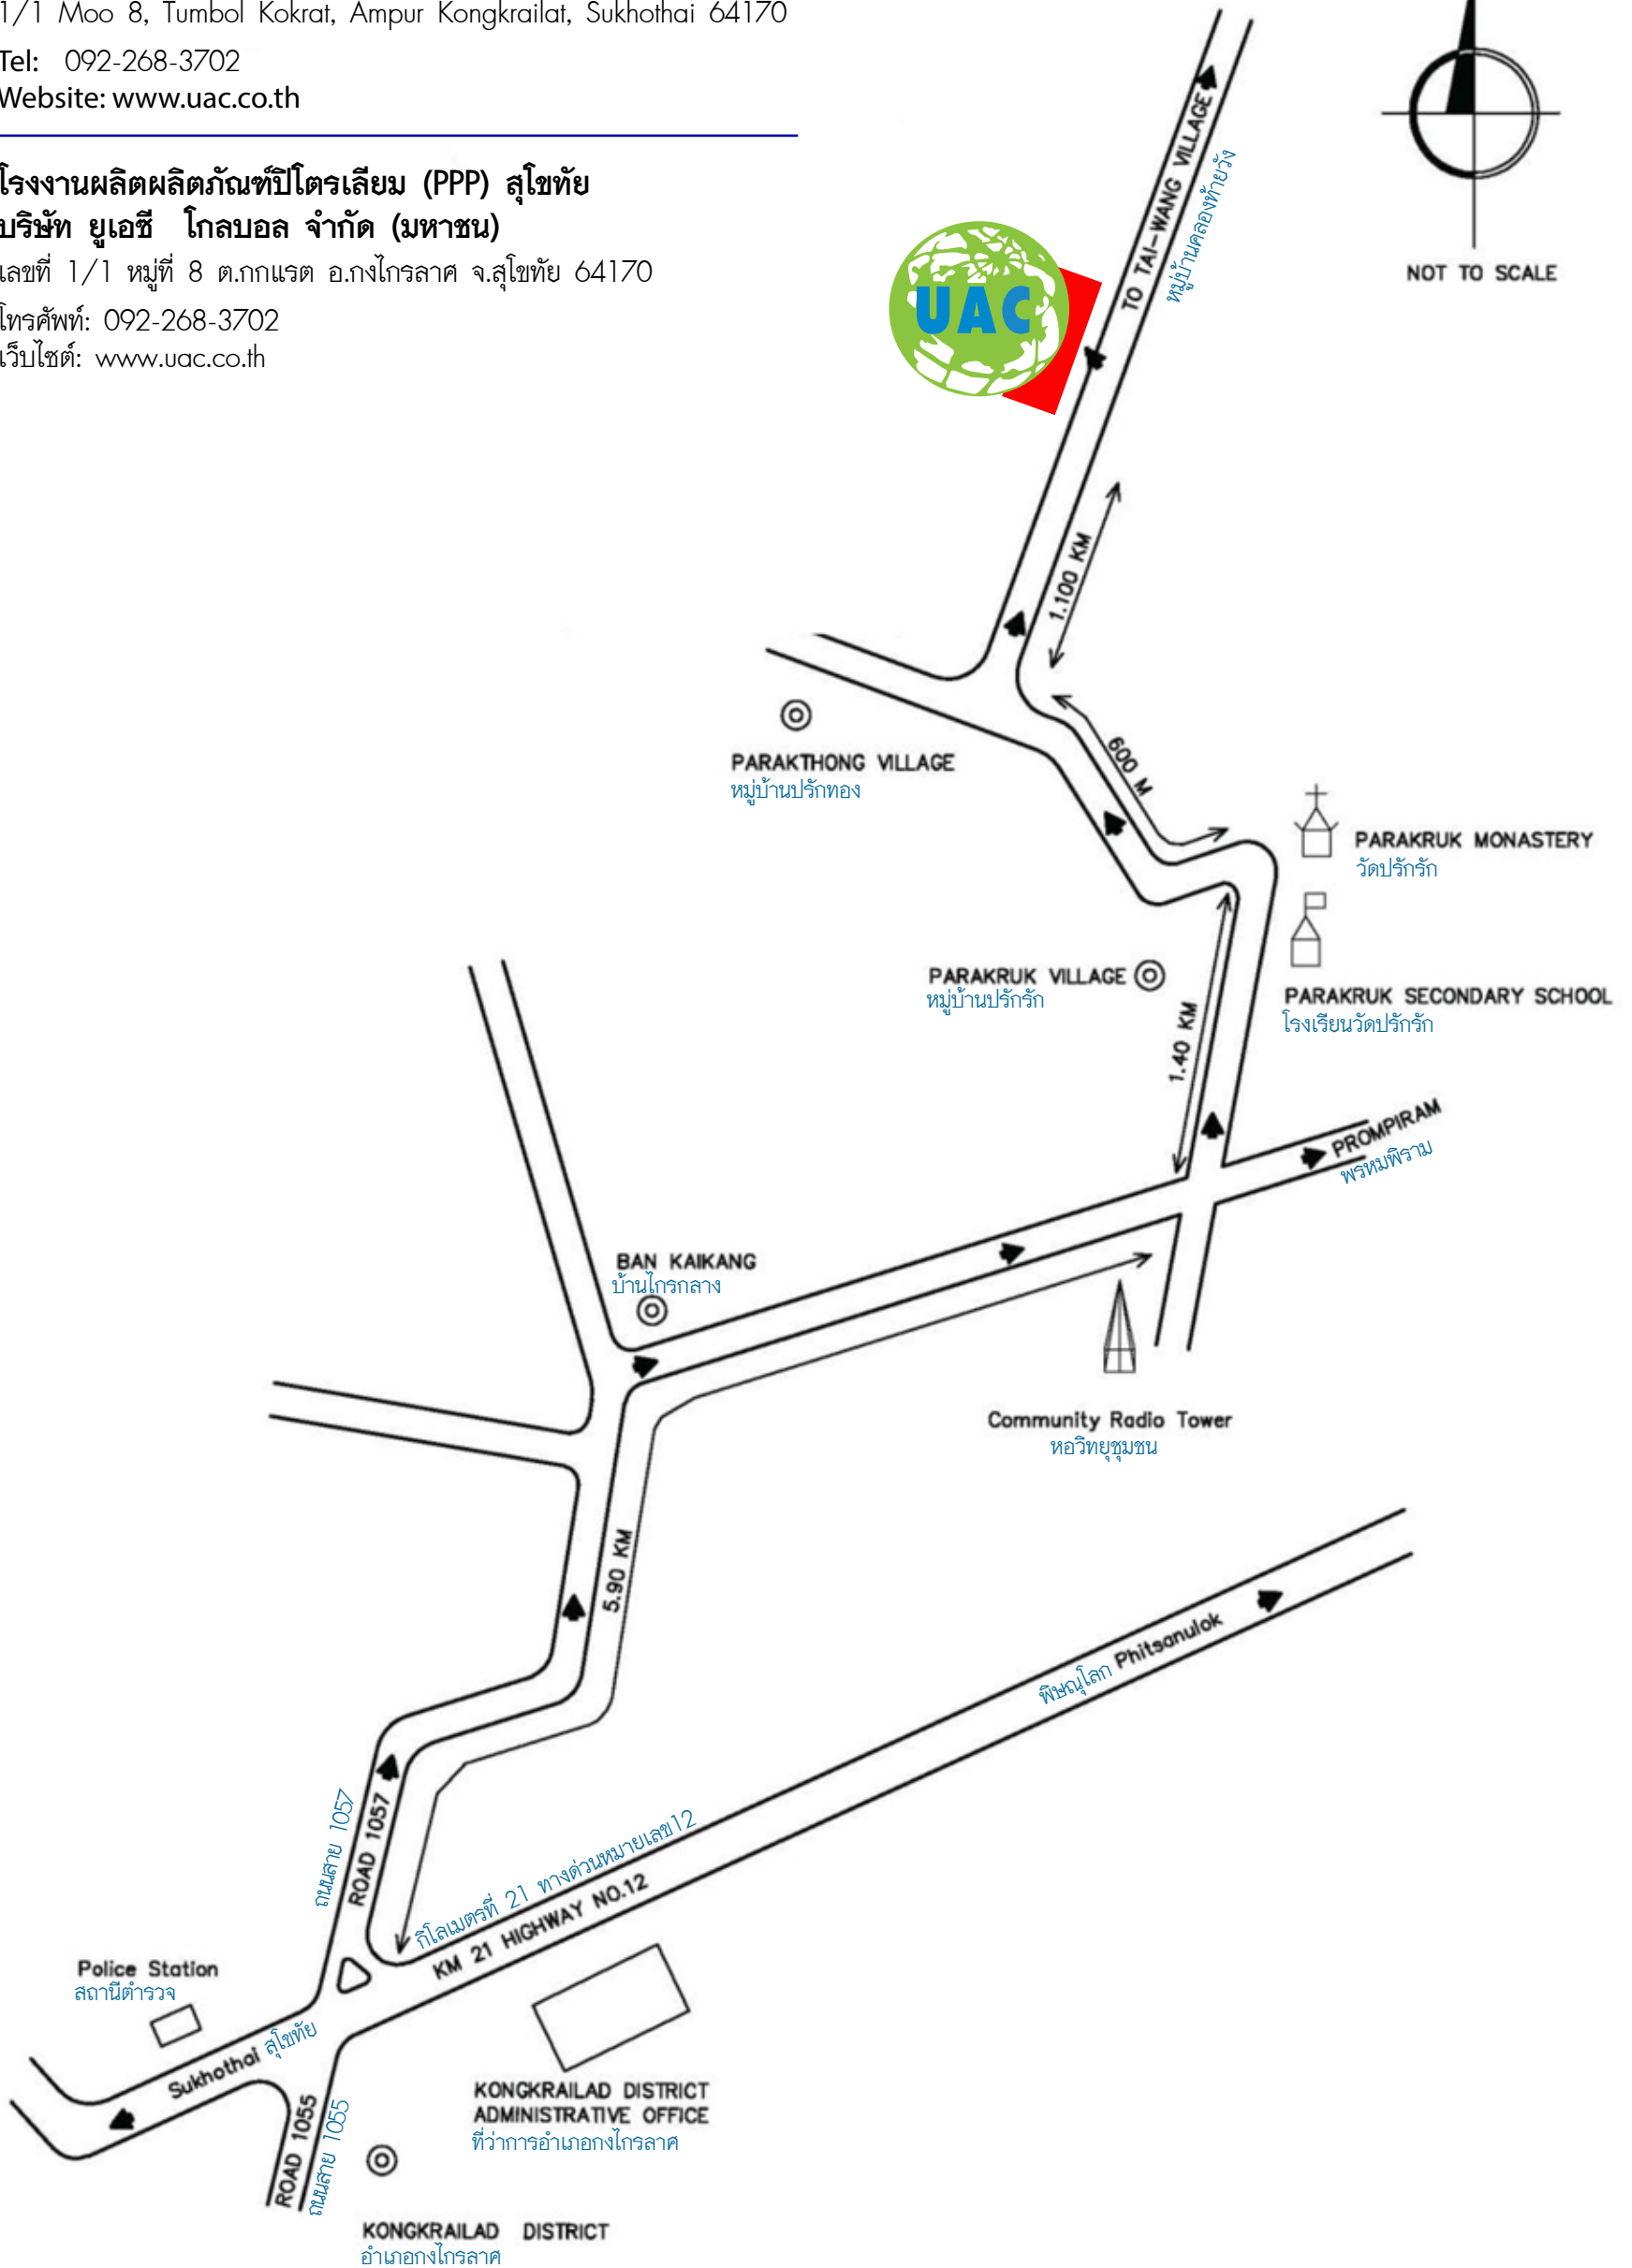 1/1 Moo 8, Tumbol Kokrat, Ampur Kongkrailat, Sukhothai 64170
Tel: 092-268-3702
Website: www.uac.co.th
โรงงานผลิตผลิตภัณฑ์ปิโตรเลียม (PPP) สุโขทัย
บริษัท ยูเอซี โกลบอล จำกัด (มหาชน)
เลขที่ 1/1 หมู่ที่ 8 ต.กกแรต อ.กงไกรลาศ จ.สุโขทัย 64170
โทรศัพท์: 092-268-3702
เว็บไซต์: www.uac.co.th
NOT TO SCALE
TO TAI-WANG VILLAGE
หมู่บ้านคลองท้ายวัง
UAC
1.100 KM
600 M
PARAKTHONG VILLAGE
หมู่บ้านปรักทอง
PARAKRUK MONASTERY
วัดปรักรัก
PARAKRUK VILLAGE
หมู่บ้านปรักรัก
PARAKRUK SECONDARY SCHOOL
โรงเรียนวัดปรักรัก
1.40 KM
PROMPIRAM
พรหมพิราม
BAN KAIKANG
บ้านไกรกลาง
Community Radio Tower
หอวิทยุชุมชน
5.90 KM
พิษณุโลก Phitsanulok
ถนนสาย 1057
ROAD 1057
กิโลเมตรที่ 21 ทางด่วนหมายเลข12
KM 21 HIGHWAY NO.12
Police Station
สถานีตำรวจ
Sukhothai สุโขทัย
KONGKRAILAD DISTRICT
ADMINISTRATIVE OFFICE
ที่ว่าการอำเภอกงไกรลาศ
ROAD 1055
ถนนสาย 1055
KONGKRAILAD DISTRICT
อำเภอกงไกรลาศ